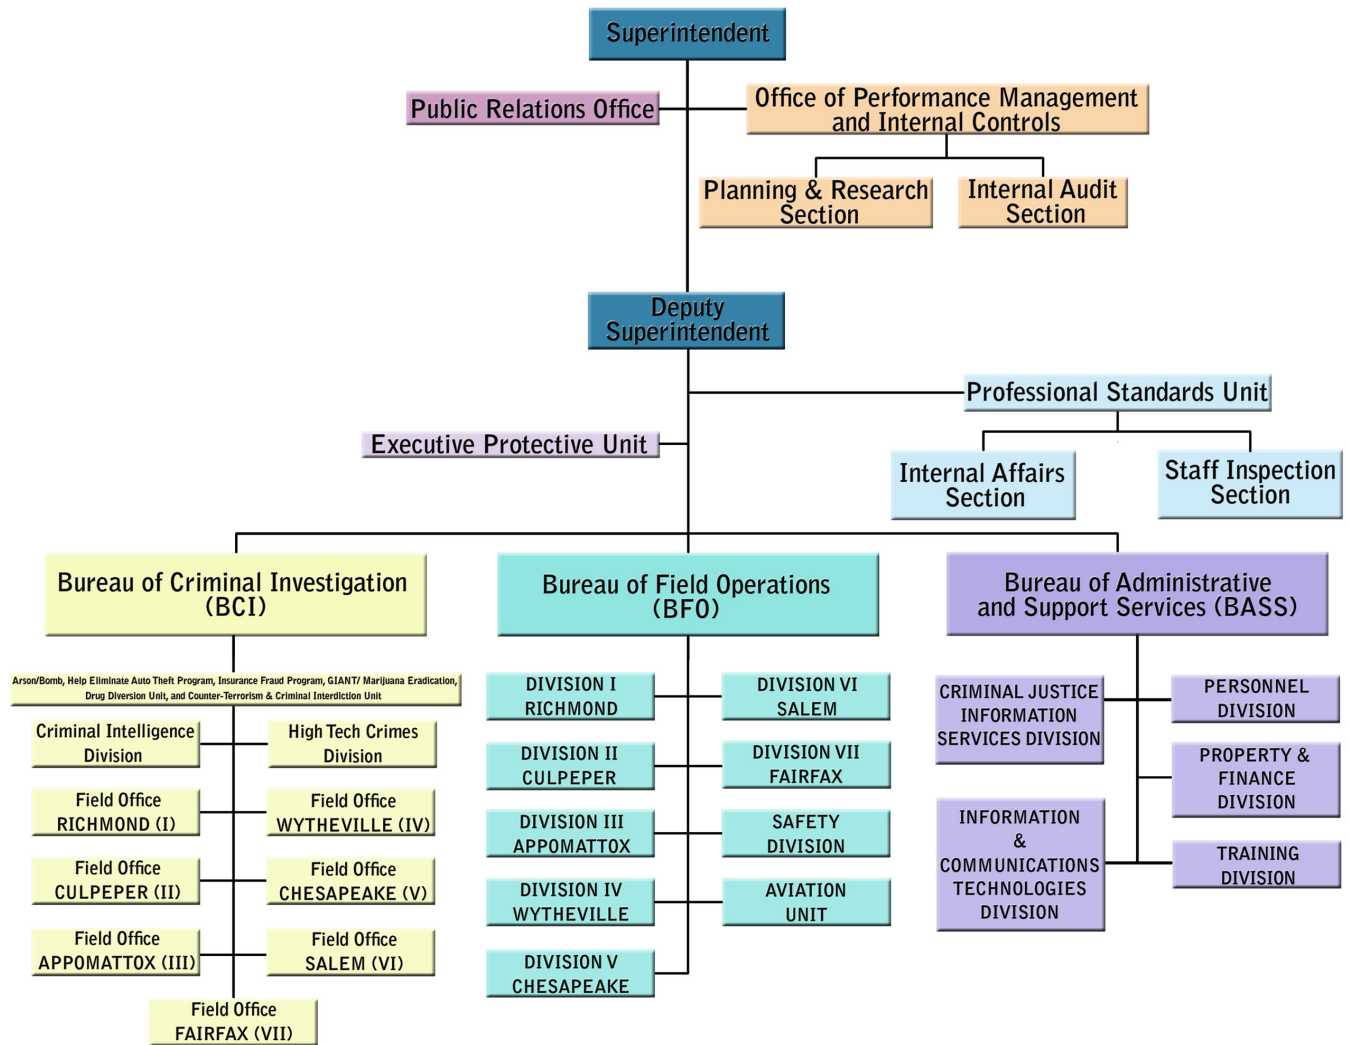 Superintendent
Public Relations Office
Office of Performance Management
and Internal Controls
Planning & Research
Section
Internal Audit
Section
Deputy
Superintendent
Professional Standards Unit
Executive Protective Unit
Internal Affairs
Section
Staff Inspection
Section
Bureau of Criminal Investigation
(BCI)
Arson/Bomb, Help Eliminate Auto Theft Program, Insurance Fraud Program, GIANT/ Marijuana Eradication,
Drug Diversion Unit, and Counter-Terrorism & Criminal Interdiction Unit
Criminal Intelligence
Division
High Tech Crimes
Division
Field Office
RICHMOND (I)
Field Office
WYTHEVILLE (IV)
Field Office
CULPEPER (II)
Field Office
CHESAPEAKE (V)
Field Office
APPOMATTOX (III)
Field Office
SALEM (VI)
Field Office
FAIRFAX (VII)
Bureau of Field Operations
(BFO)
DIVISION I
RICHMOND
DIVISION VI
SALEM
DIVISION II
CULPEPER
DIVISION VII
FAIRFAX
DIVISION III
APPOMATTOX
SAFETY
DIVISION
DIVISION IV
WYTHEVILLE
AVIATION
UNIT
DIVISION V
CHESAPEAKE
Bureau of Administrative
and Support Services (BASS)
CRIMINAL JUSTICE
INFORMATION
SERVICES DIVISION
PERSONNEL
DIVISION
PROPERTY &
FINANCE
DIVISION
INFORMATION
&
COMMUNICATIONS
TECHNOLOGIES
DIVISION
TRAINING
DIVISION